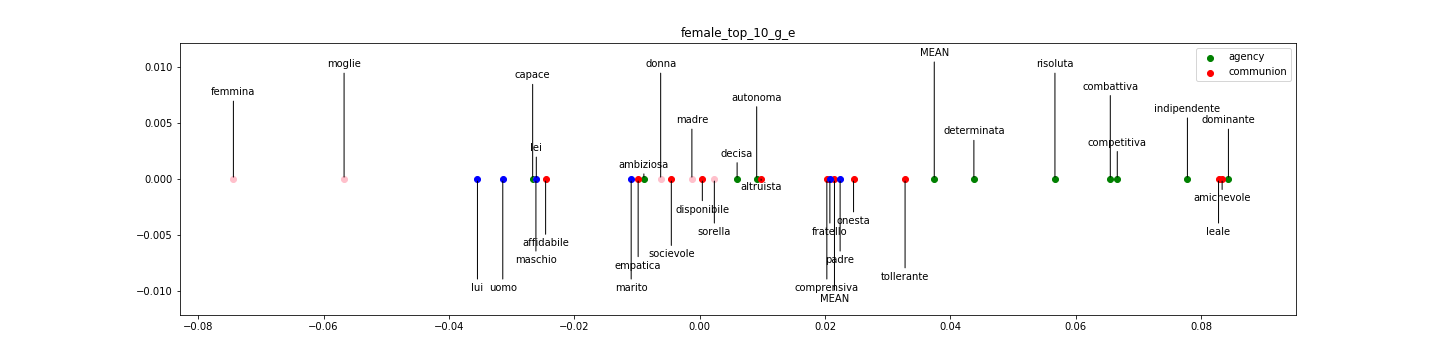 female_top_10_g_e
MEAN
agency
communion
moglie
donna
risoluta
capace
femmina
combattiva
autonoma
indipendente
madre
dominante
determinata
competitiva
lei
decisa
ambiziosa
altruista
amichevole
disponibile
onesta
sorella
fratello
leale
affidabile
socievole
maschio
padre
empatica
tollerante
lui
uomo
marito
comprensiva
MEAN
0.010
0.005
0.000
−0.005
−0.010
−0.08
−0.06
−0.04
−0.02
0.00
0.02
0.04
0.06
0.08